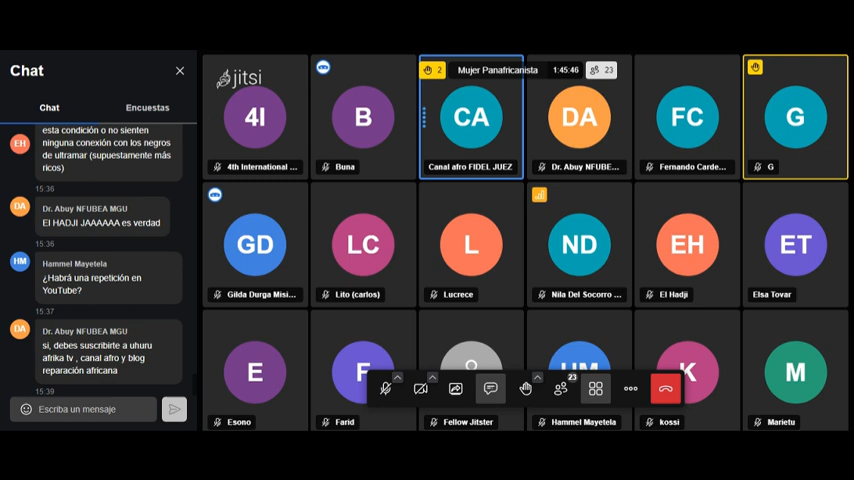 Chat
Chat
Encuestas
EH
esta condición o no sienten
ninguna conexión con los negros
de ultramar (supuestamente más
ricos)
15:36
DA
Dr. Abuy NFUBEA MGU
El HADJI JAAAAAA es verdad
15:36
HM
Hammel Mayetela
¿Habrá una repetición en
YouTube?
15:37
DA
Dr. Abuy NFUBEA MGU
si, debes suscribirte a uhuru
afrika tv , canal afro y blog
reparación africana
15:39
Escriba un mensaje
jitsi
2
Mujer Panafricanista
1:45:46
23
4I
B
CA
DA
FC
G
4th International ...
Buna
Canal afro FIDEL JUEZ
Dr. Abuy NFUBE...
Fernando Carde...
G
GD
LC
L
ND
EH
ET
Gilda Durga Misi...
Lito (carlos)
Lucrece
Nila Del Socorro ...
El Hadji
Elsa Tovar
E
F
HM
K
M
23
Esono
Farid
Fellow Jitster
Hammel Mayetela
kossi
Marietu